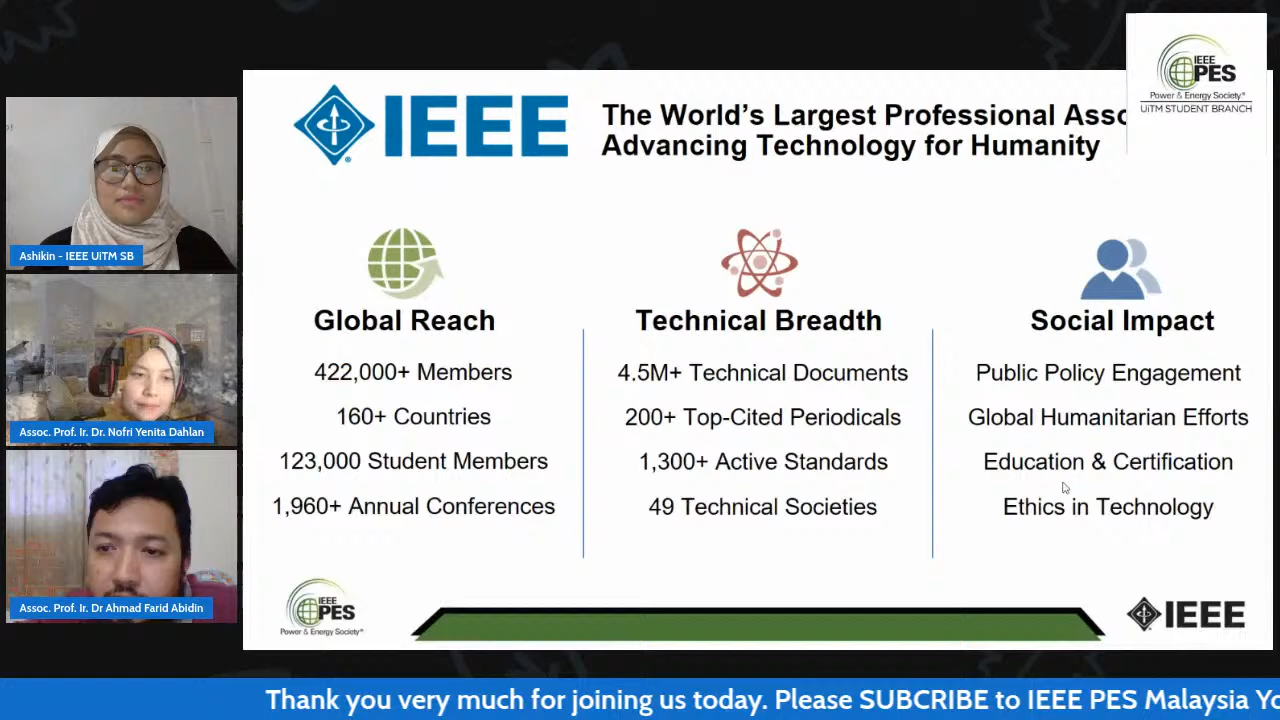 IEEE
PES
Power & Energy Society®
UiTM STUDENT BRANCH
IEEE
The World's Largest Professional Asso
Advancing Technology for Humanity
Ashikin - IEEE UiTM SB
Assoc. Prof. Ir. Dr. Nofri Yenita Dahlan
Assoc. Prof. Ir. Dr Ahmad Farid Abidin
Global Reach
422,000+ Members
160+ Countries
123,000 Student Members
1,960+ Annual Conferences
Technical Breadth
4.5M+ Technical Documents
200+ Top-Cited Periodicals
1,300+ Active Standards
49 Technical Societies
Social Impact
Public Policy Engagement
Global Humanitarian Efforts
Education & Certification
Ethics in Technology
IEEE
PES
Power & Energy Society®
IEEE
Thank you very much for joining us today. Please SUBCRIBE to IEEE PES Malaysia Yo